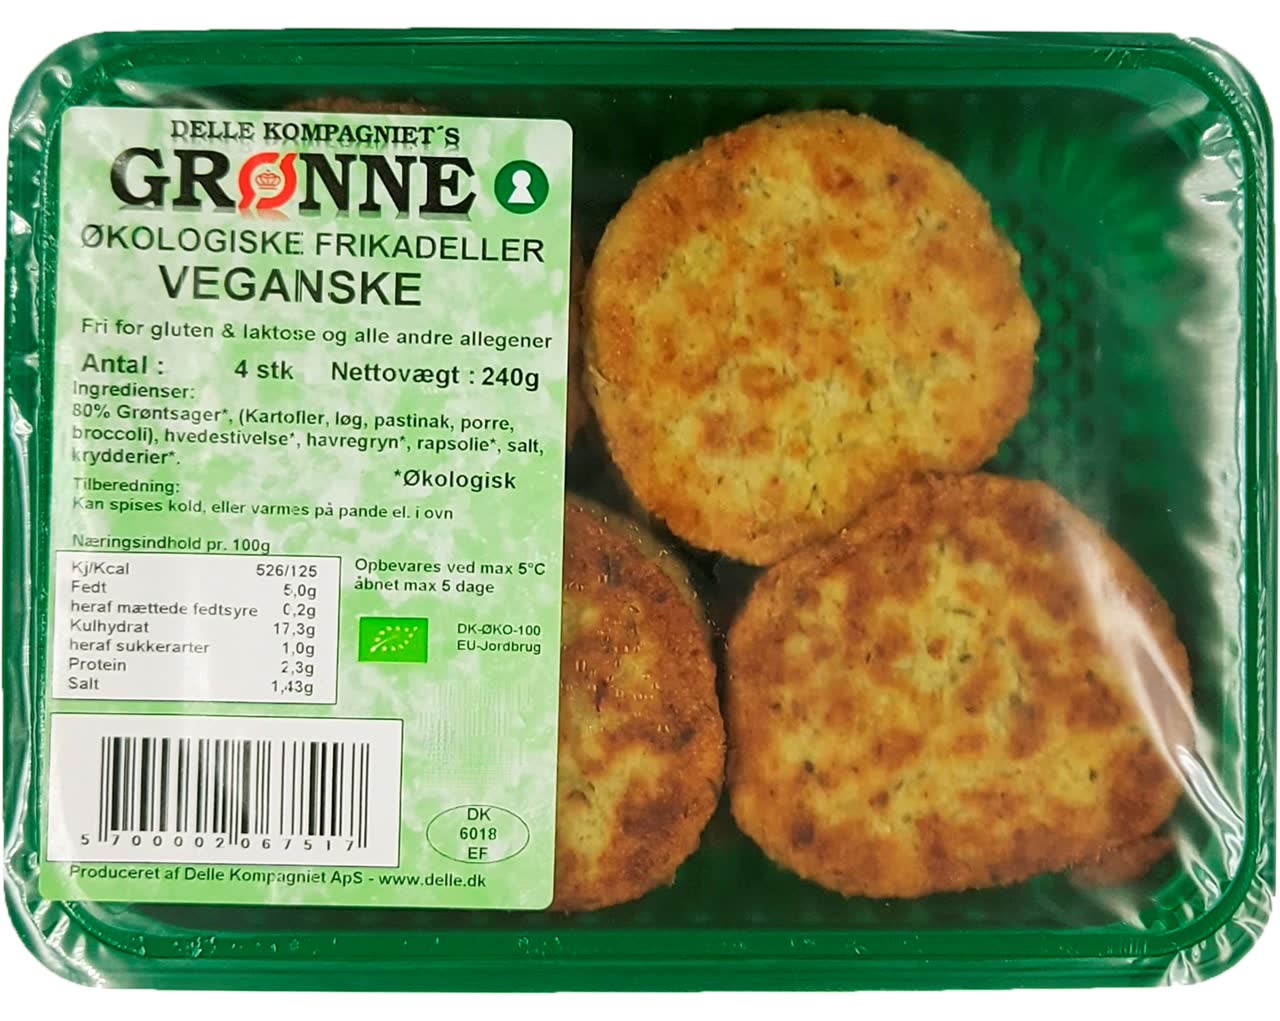 DELLE KOMPAGNIET´S
GRØNNE
ØKOLOGISKE FRIKADELLER
VEGANSKE
Fri for gluten & laktose og alle andre allegener
Antal : 4 stk Nettovægt : 240g
Ingredienser:
80% Grøntsager*, (Kartofler, løg, pastinak, porre,
broccoli), hvedestivelse*, havregryn*, rapsolie*, salt,
krydderier*.
*Økologisk
Tilberedning:
Kan spises kold, eller varmes på pande el. i ovn
Næringsindhold pr. 100g
Kj/Kcal 526/125
Fedt 5,0g
heraf mættede fedtsyre 0,2g
Kulhydrat 17,3g
heraf sukkerarter 1,0g
Protein 2,3g
Salt 1,43g
Opbevares ved max 5°C
åbnet max 5 dage
DK-ØKO-100
EU-Jordbrug
5 700002 067517
DK
6018
EF
Produceret af Delle Kompagniet ApS - www.delle.dk